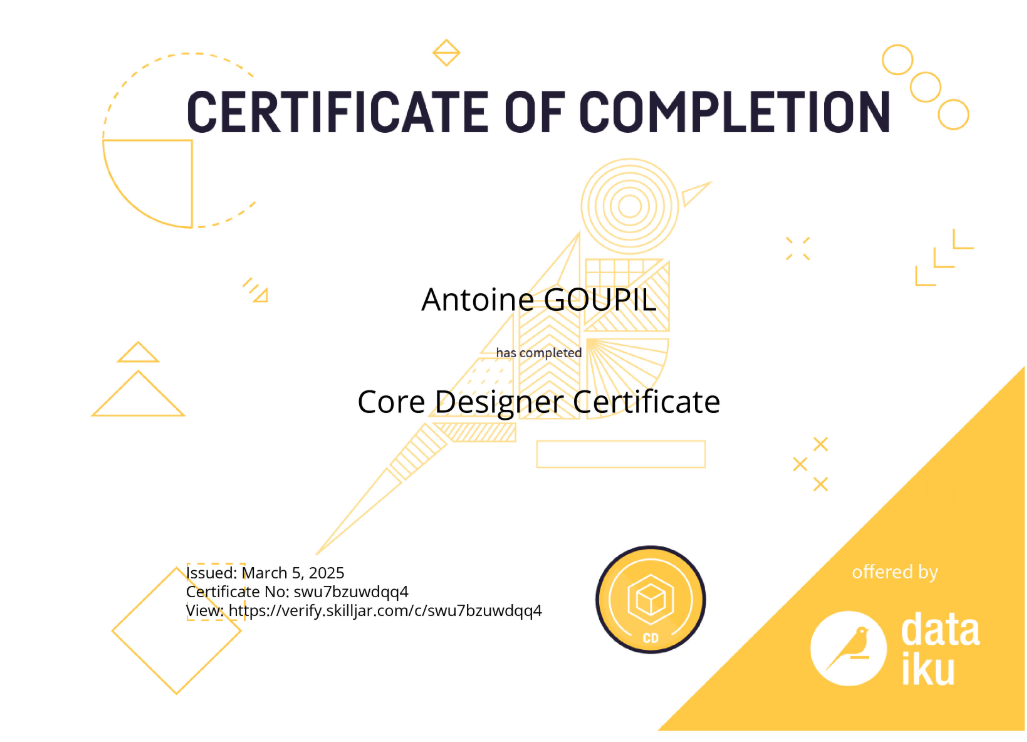 CERTIFICATE OF COMPLETION
Antoine GOUPIL
has completed
Core Designer Certificate
Issued: March 5, 2025
Certificate No: swu7bzuwdqq4
View: https://verify.skilljar.com/c/swu7bzuwdqq4
CD
offered by
data
iku